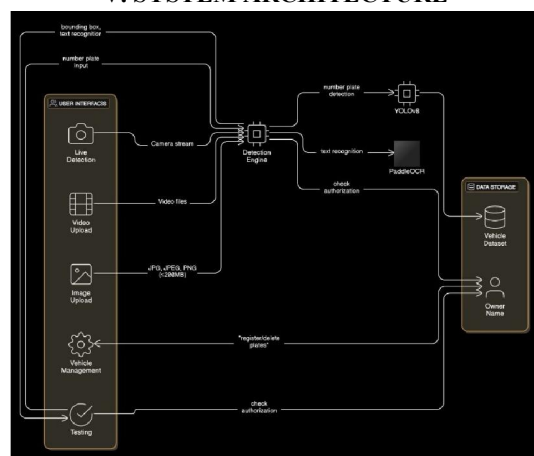 V. SYSTEM ARCHITECTURE
bounding box,
text recognition
number plate
input
USER INTERFACES
Live
Detection
Camera stream
Video
Upload
Video files
Image
Upload
JPG, JPEG, PNG
(<200MB)
Vehicle
Management
"register/delete
plates"
Testing
check
authorization
Detection
Engine
number plate
detection
YOLOv8
text recognition
PaddleOCR
check
authorization
DATA STORAGE
Vehicle
Dataset
Owner
Name